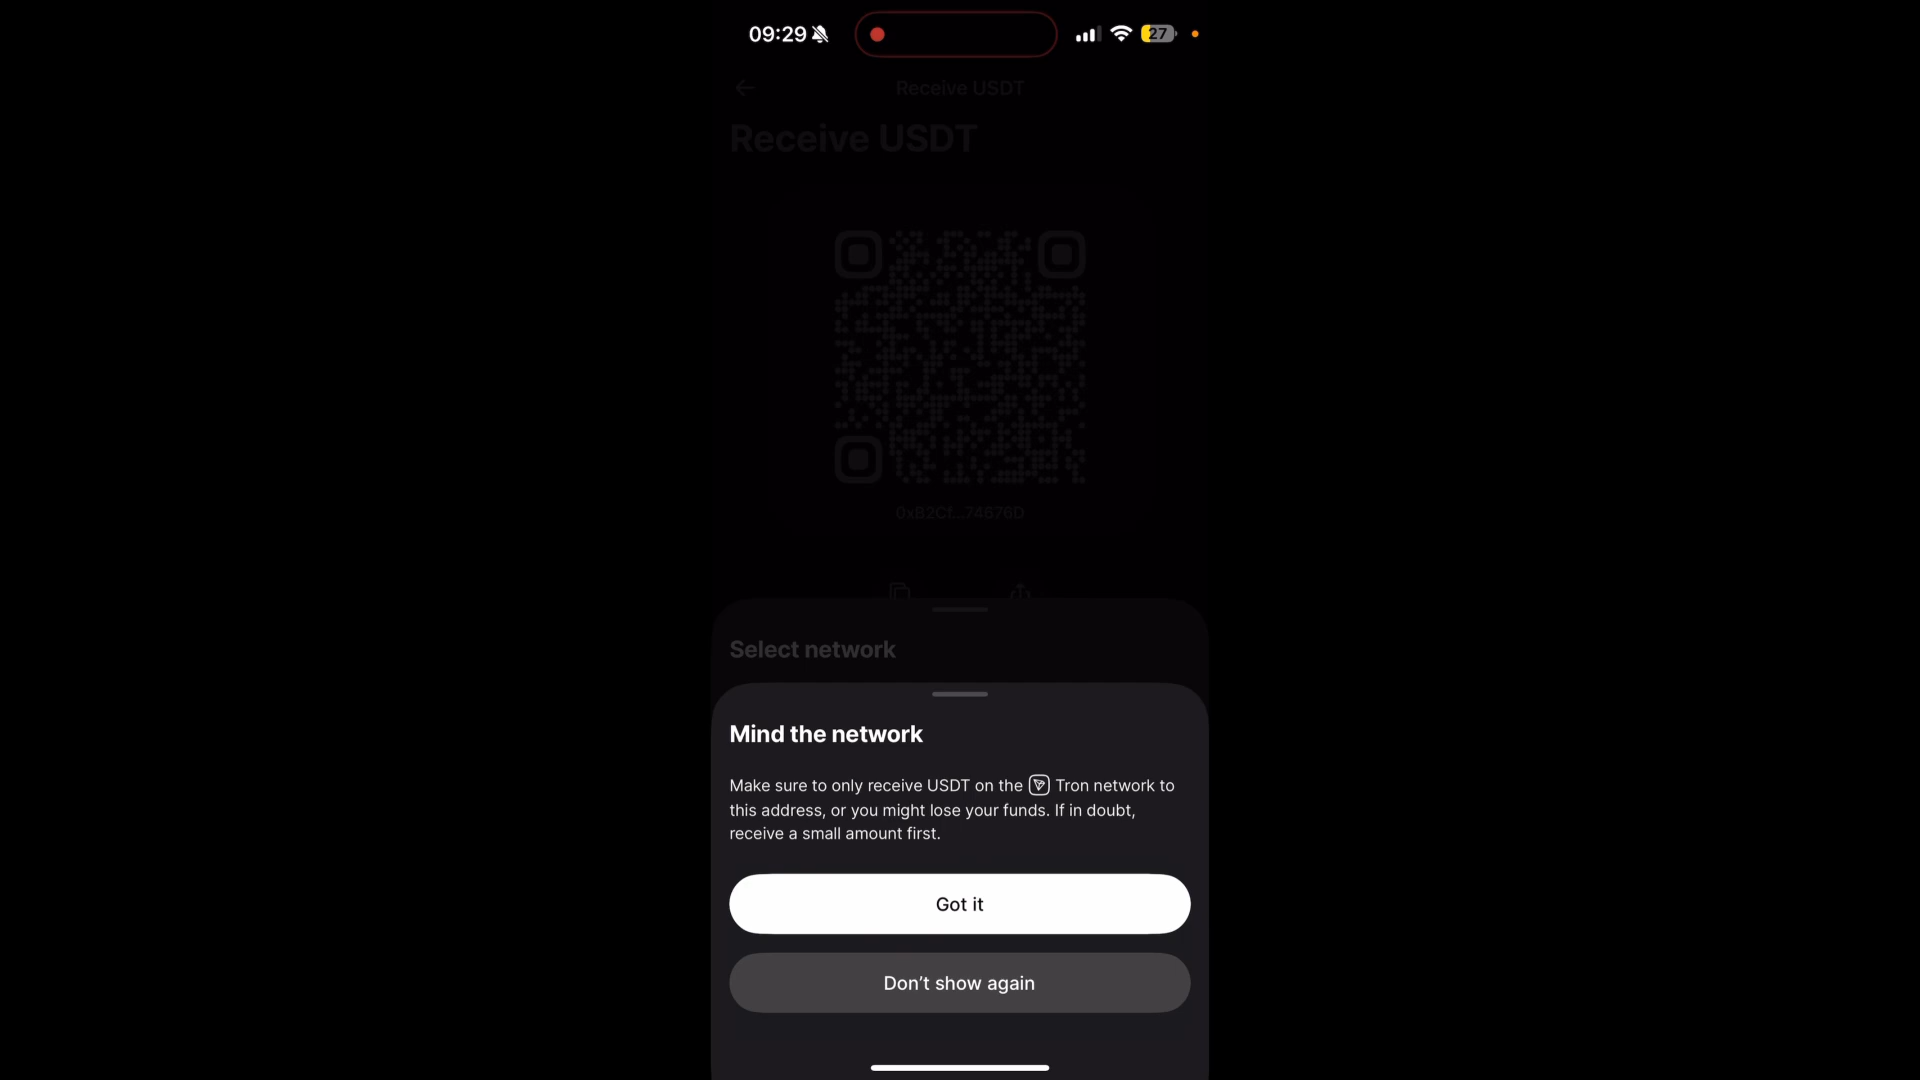 09:29
27
Receive USDT
Receive USDT
0xB2Cf...74676D
Select network
Mind the network
Make sure to only receive USDT on the Tron network to
this address, or you might lose your funds. If in doubt,
receive a small amount first.
Got it
Don't show again